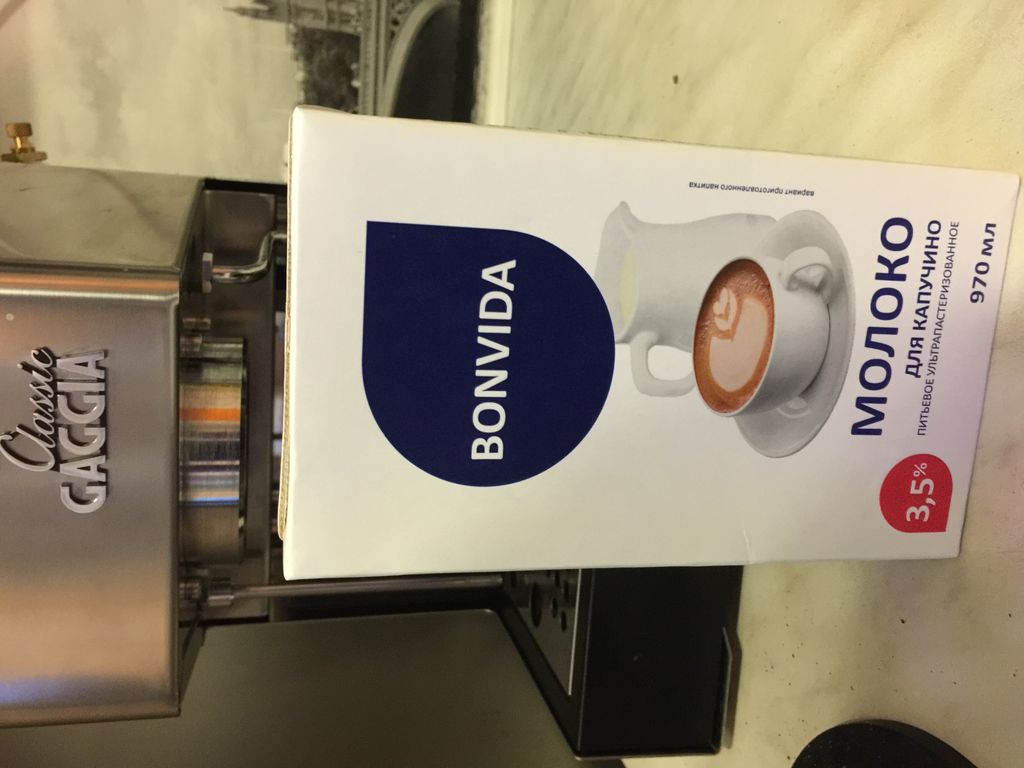 Classic
GAGGIA
BONVIDA
вариант приготовленного напитка
МОЛОКО
ДЛЯ КАПУЧИНО
ПИТЬЕВОЕ УЛЬТРАПАСТЕРИЗОВАННОЕ
3,5%
970 мл